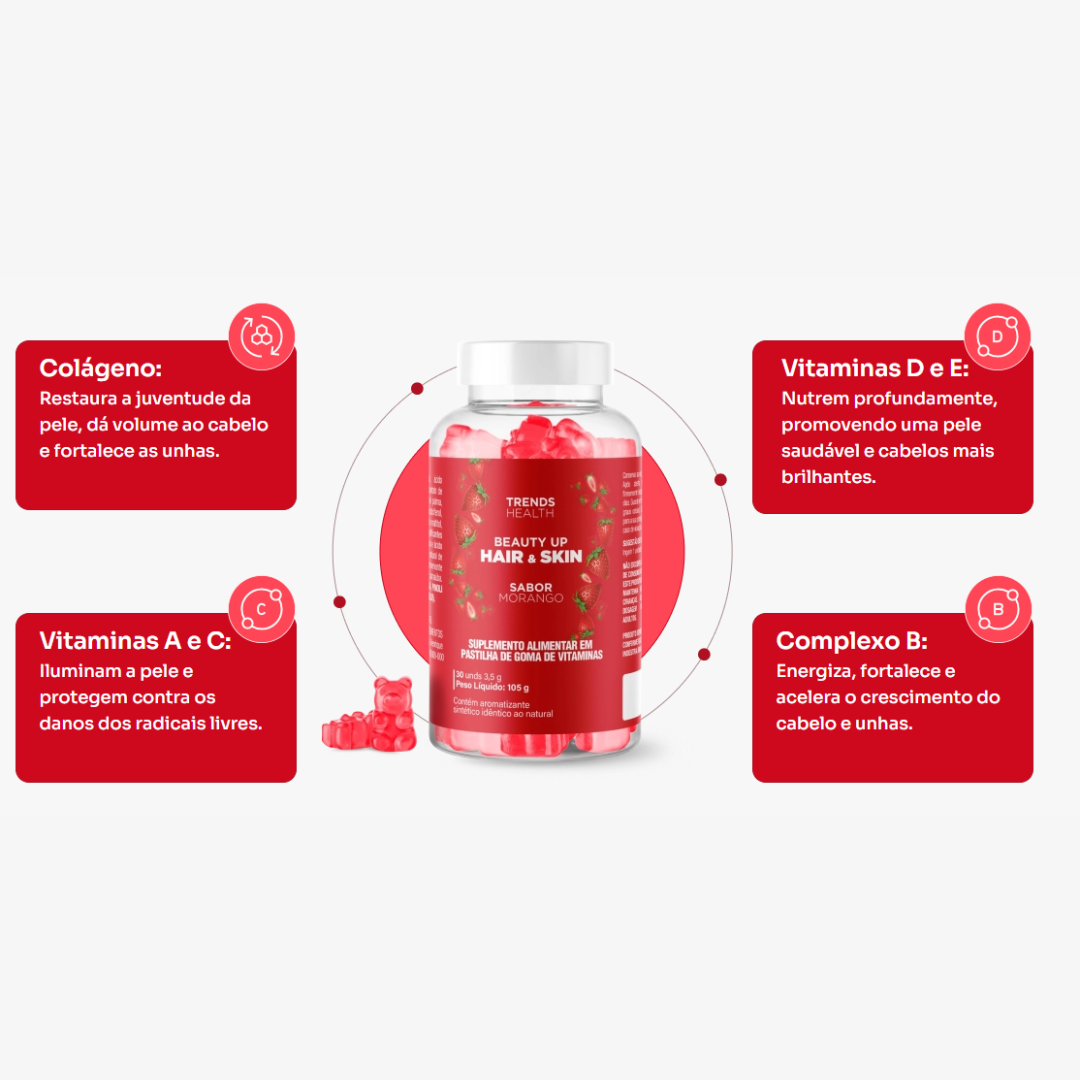 Colágeno:
Restaura a juventude da
pele, dá volume ao cabelo
e fortalece as unhas.
D
Vitaminas D e E:
Nutrem profundamente,
promovendo uma pele
saudável e cabelos mais
brilhantes.
TRENDS
HEALTH
BEAUTY UP
HAIR & SKIN
SABOR
MORANGO
SUPLEMENTO ALIMENTAR EM
PASTILHA DE GOMA DE VITAMINAS
30 unds 3,5 g
Peso Líquido: 105 g
Contém aromatizante
sintético idêntico ao natural
C
Vitaminas A e C:
Iluminam a pele e
protegem contra os
danos dos radicais livres.
B
Complexo B:
Energiza, fortalece e
acelera o crescimento do
cabelo e unhas.